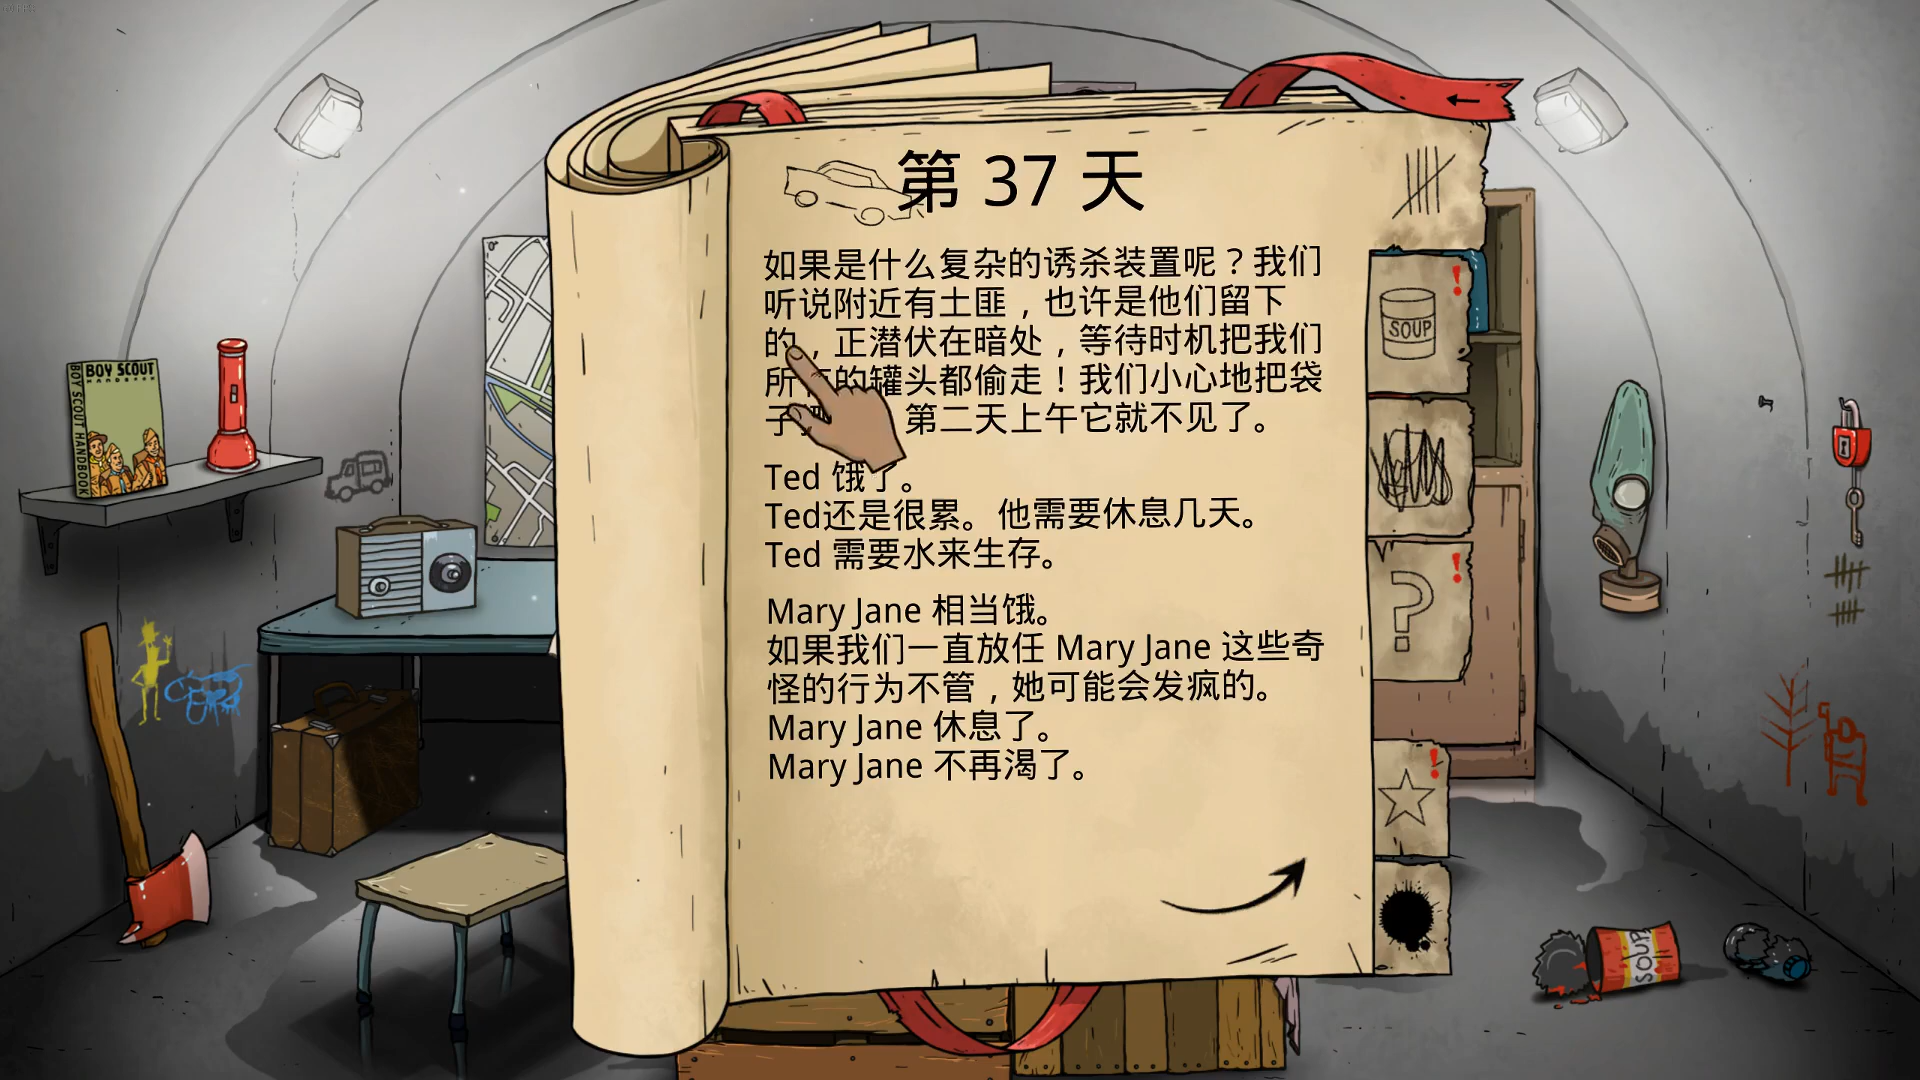 第 37 天
如果是什么复杂的诱杀装置呢？我们
听说附近有土匪，也许是他们留下
的，正潜伏在暗处，等待时机把我们
所 的罐头都偷走！我们小心地把袋
子 第二天上午它就不见了。
Ted 饿了。
Ted还是很累。他需要休息几天。
Ted 需要水来生存。
Mary Jane 相当饿。
如果我们一直放任 Mary Jane 这些奇
怪的行为不管，她可能会发疯的。
Mary Jane 休息了。
Mary Jane 不再渴了。
BOY SCOUT
HANDBOOK
BOY SCOUT HANDBOOK
SOUP
!
?
!
!
SOUP